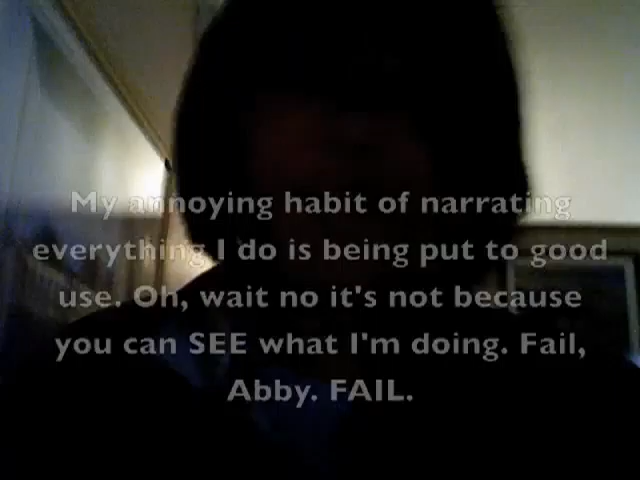 My annoying habit of narrating
everything I do is being put to good
use. Oh, wait no it's not because
you can SEE what I'm doing. Fail,
Abby. FAIL.